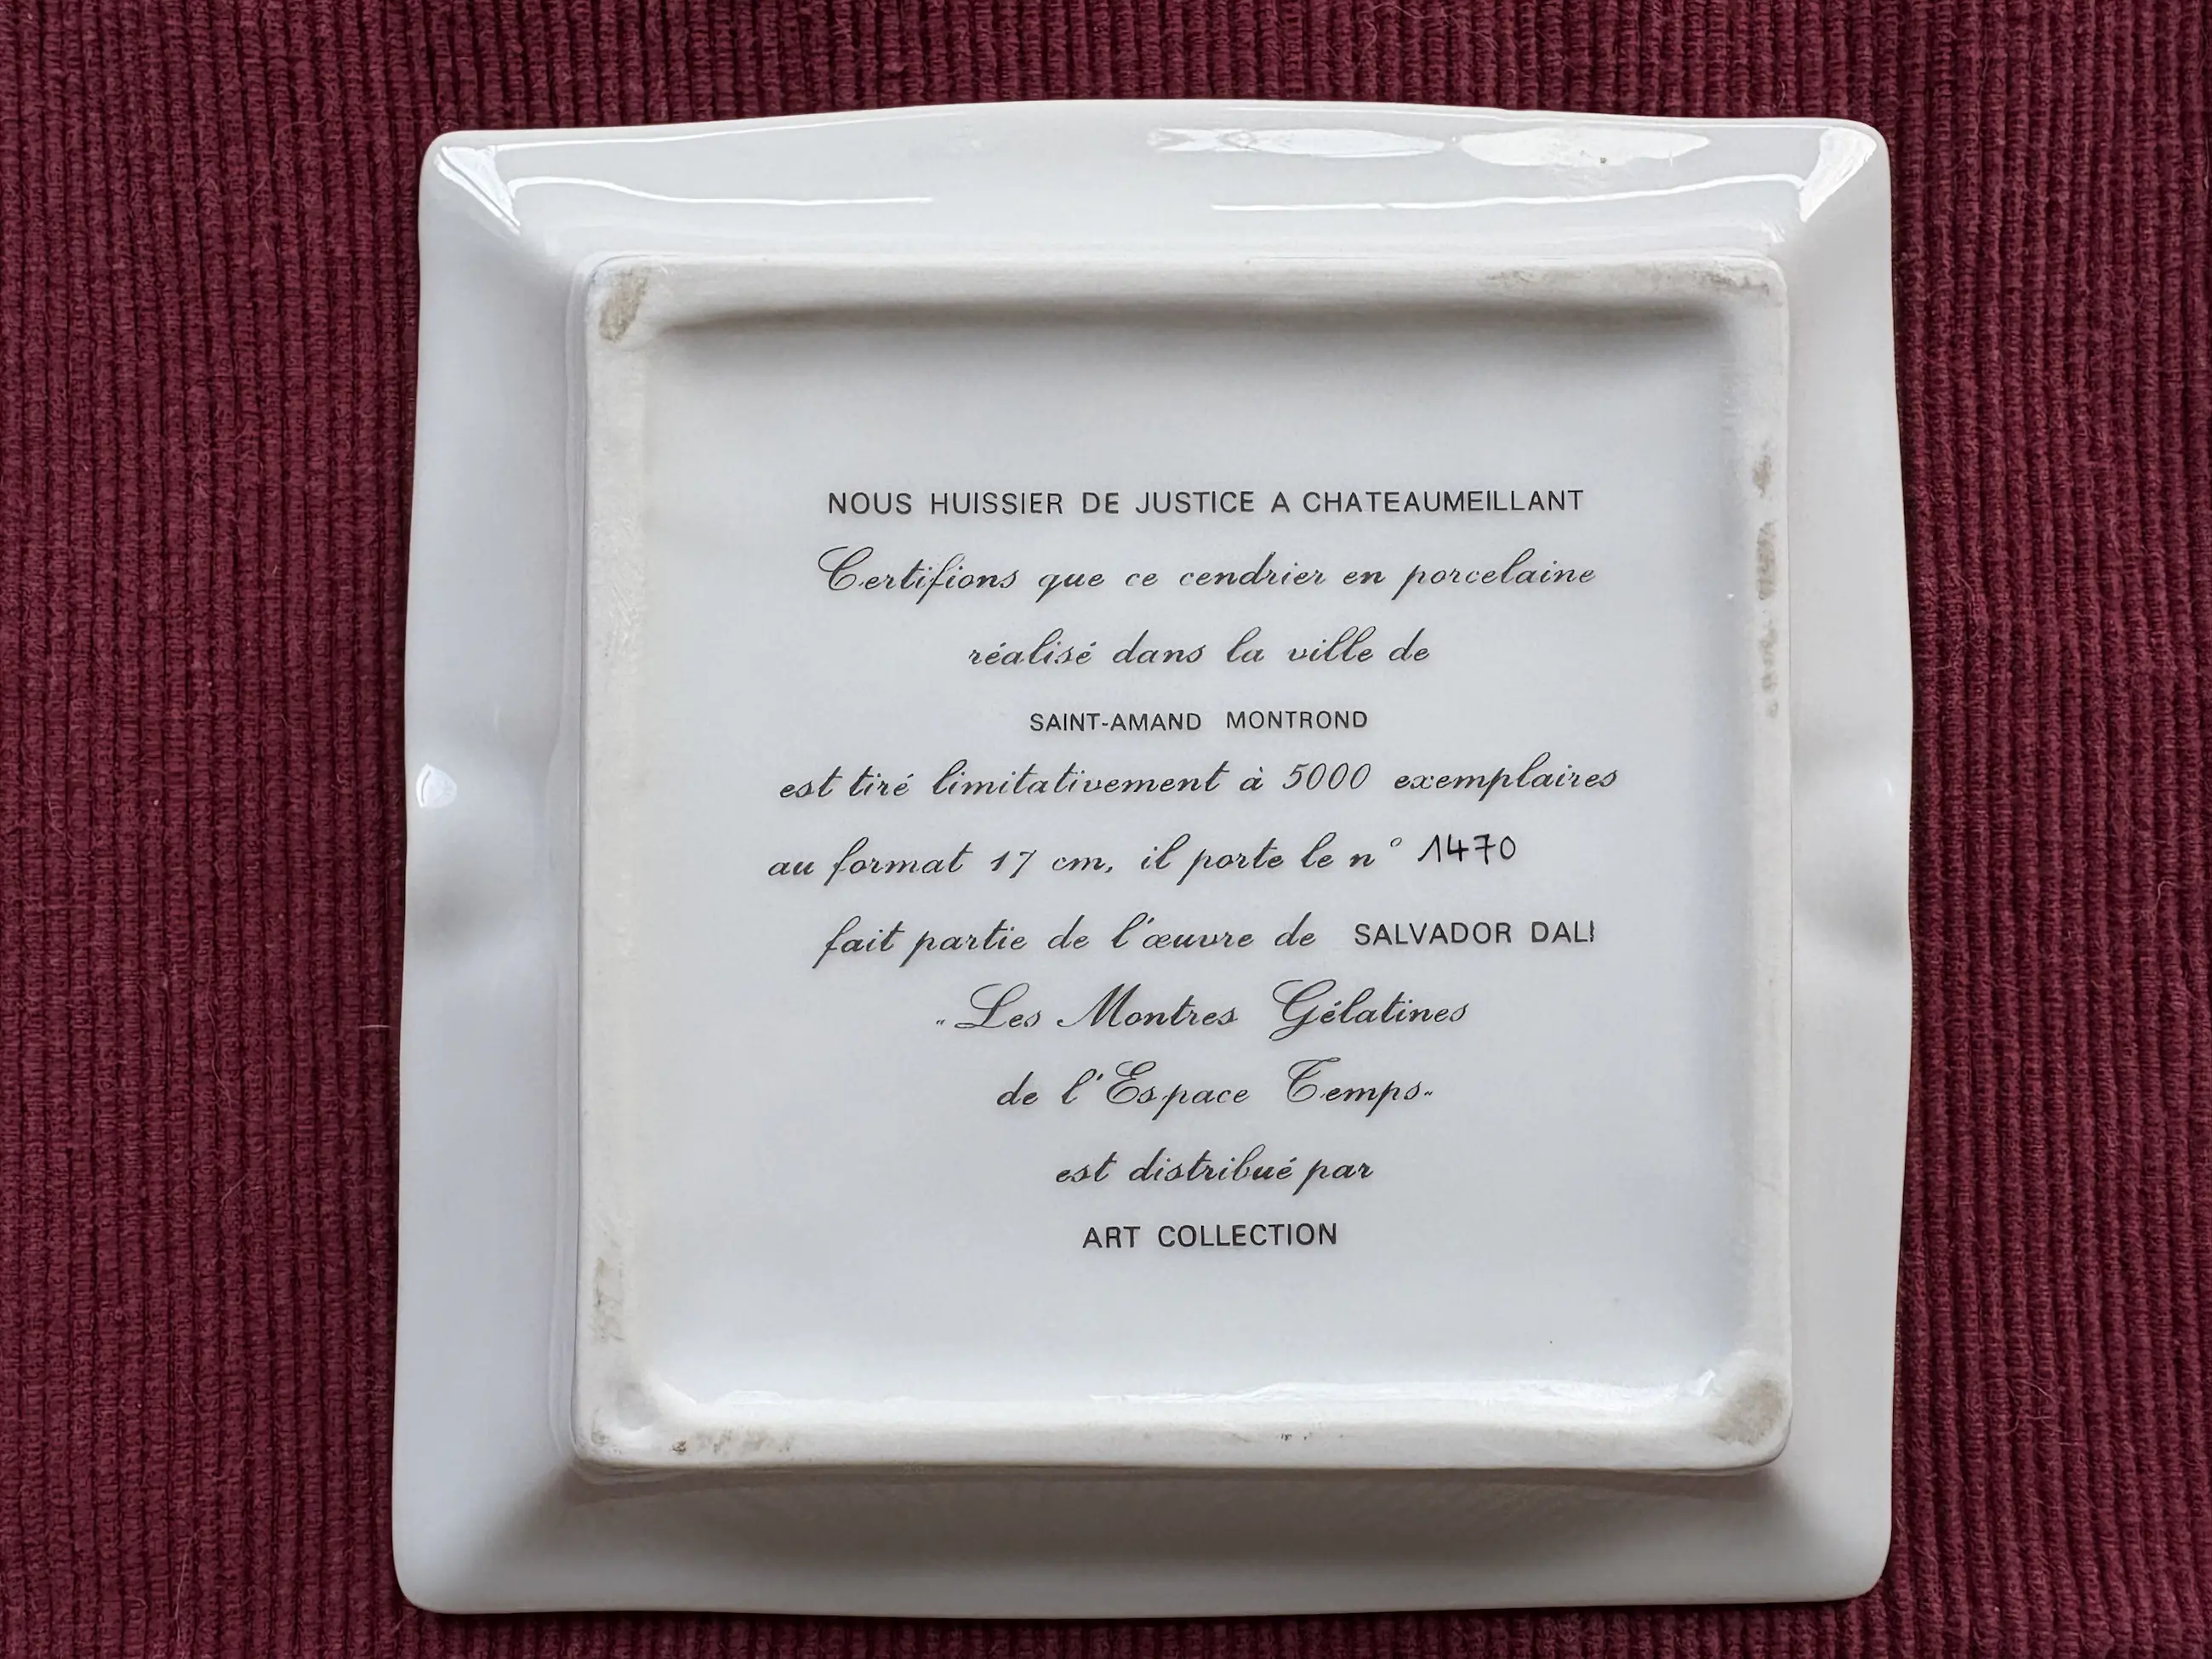 NOUS HUISSIER DE JUSTICE A CHATEAUMEILLANT
Certifions que ce cendrier en porcelaine
réalisé dans la ville de
SAINT-AMAND MONTROND
est tiré limitativement à 5000 exemplaires
au format 17 cm, il porte le n° 1470
fait partie de l'œuvre de SALVADOR DALI
"Les Montres Gélatines
de l'Espace Temps"
est distribué par
ART COLLECTION